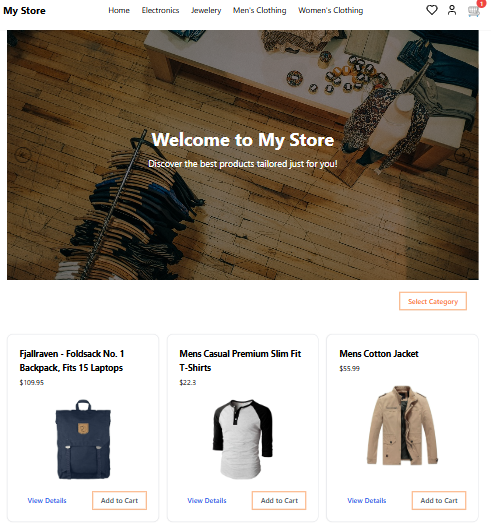 My Store
Home Electronics Jewelery Men's Clothing Women's Clothing
1
Welcome to My Store
Discover the best products tailored just for you!
Select Category
Fjallraven - Foldsack No. 1
Backpack, Fits 15 Laptops
$109.95
View Details Add to Cart
Mens Casual Premium Slim Fit
T-Shirts
$22.3
View Details Add to Cart
Mens Cotton Jacket
$55.99
View Details Add to Cart